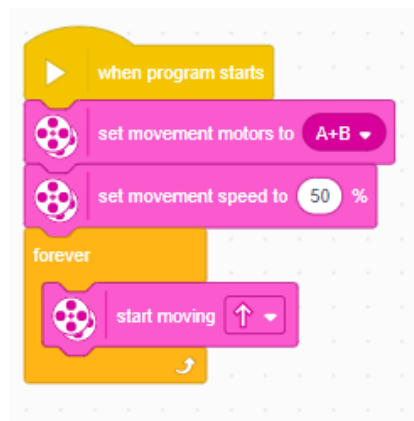 when program starts
set movement motors to A+B
set movement speed to 50 %
forever
start moving